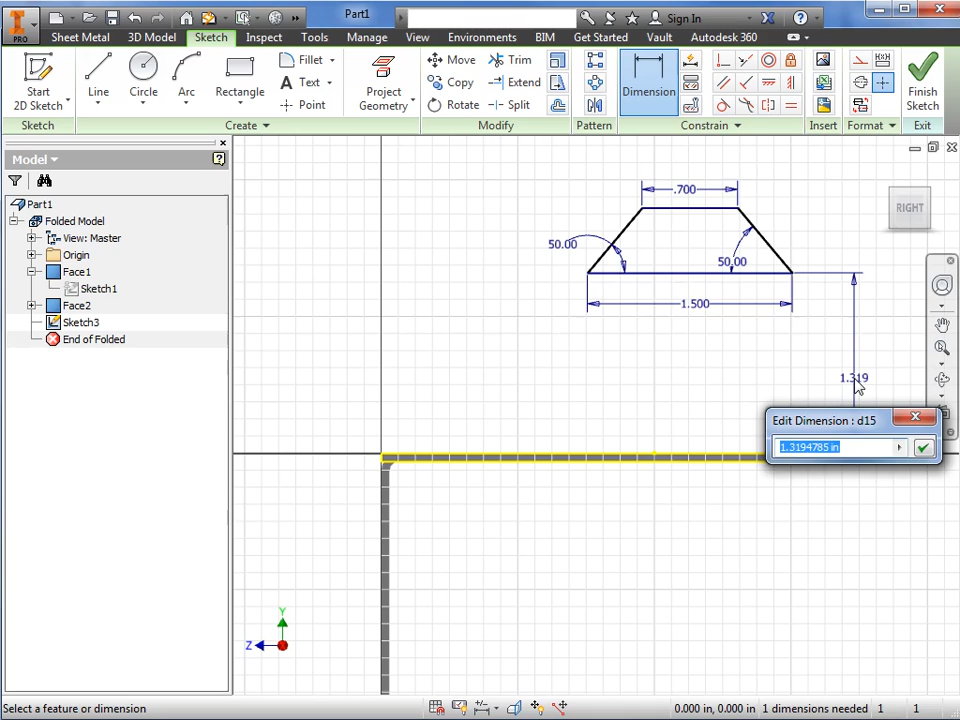 Part1
Sign In
PRO
Sheet Metal
3D Model
Sketch
Inspect
Tools
Manage
View
Environments
BIM
Get Started
Vault
Autodesk 360
Start
2D Sketch
Line
Circle
Arc
Rectangle
Fillet
Text
Point
Project
Geometry
Move
Copy
Rotate
Trim
Extend
Split
Dimension
Finish
Sketch
Sketch
Create
Modify
Pattern
Constrain
Insert
Format
Exit
Model
Part1
Folded Model
View: Master
Origin
Face1
Sketch1
Face2
Sketch3
End of Folded
.700
50.00
50.00
1.500
1.319
RIGHT
Edit Dimension : d15
1.3194785 in
Y
Z
Select a feature or dimension
0.000 in, 0.000 in
1 dimensions needed
1
1